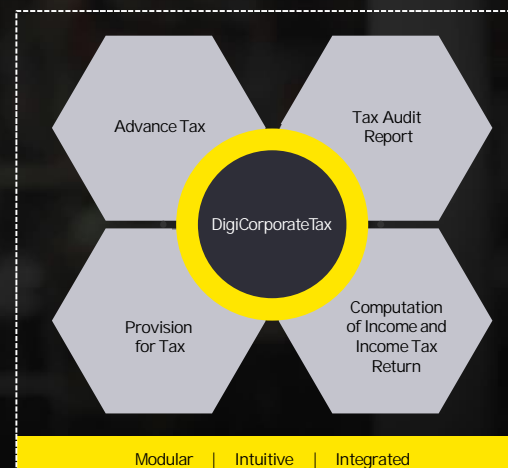 Advance Tax
Tax Audit
Report
DigiCorporateTax
Provision
for Tax
Computation
of Income and
Income Tax
Return
Modular | Intuitive | Integrated